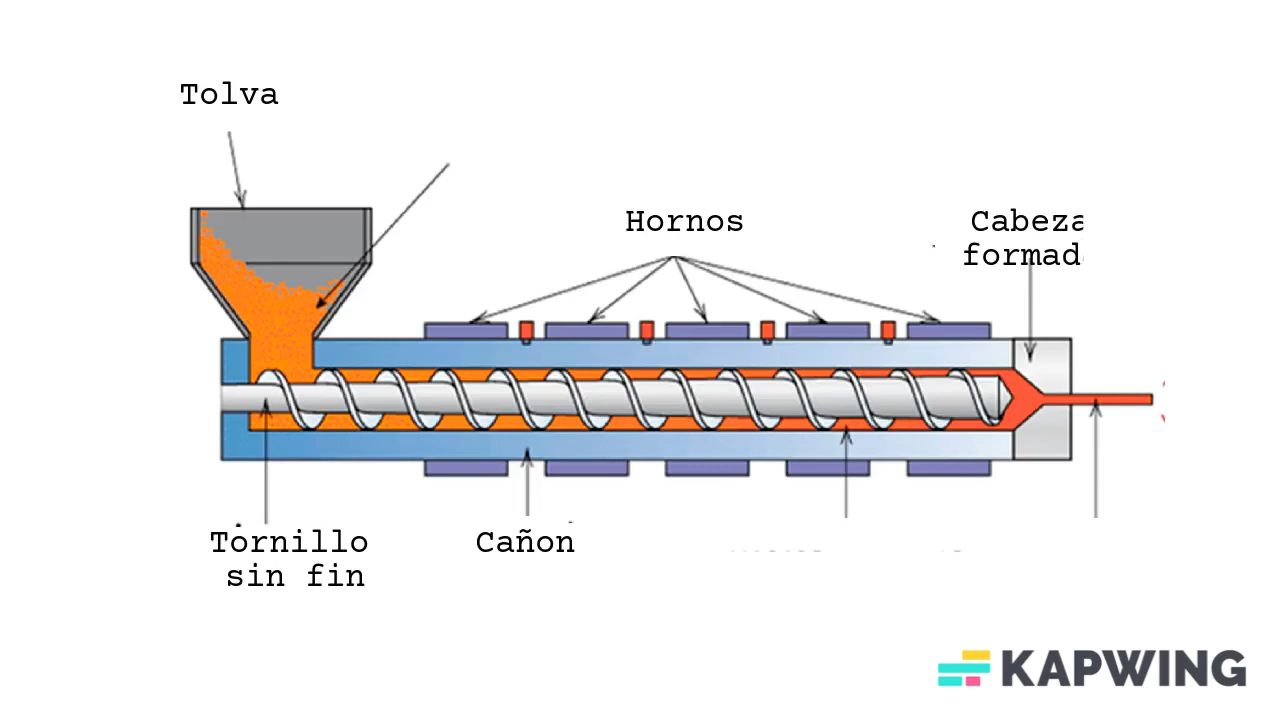 Tolva
Hornos
Cabeza
formad
Tornillo
sin fin
Cañon
KAPWING